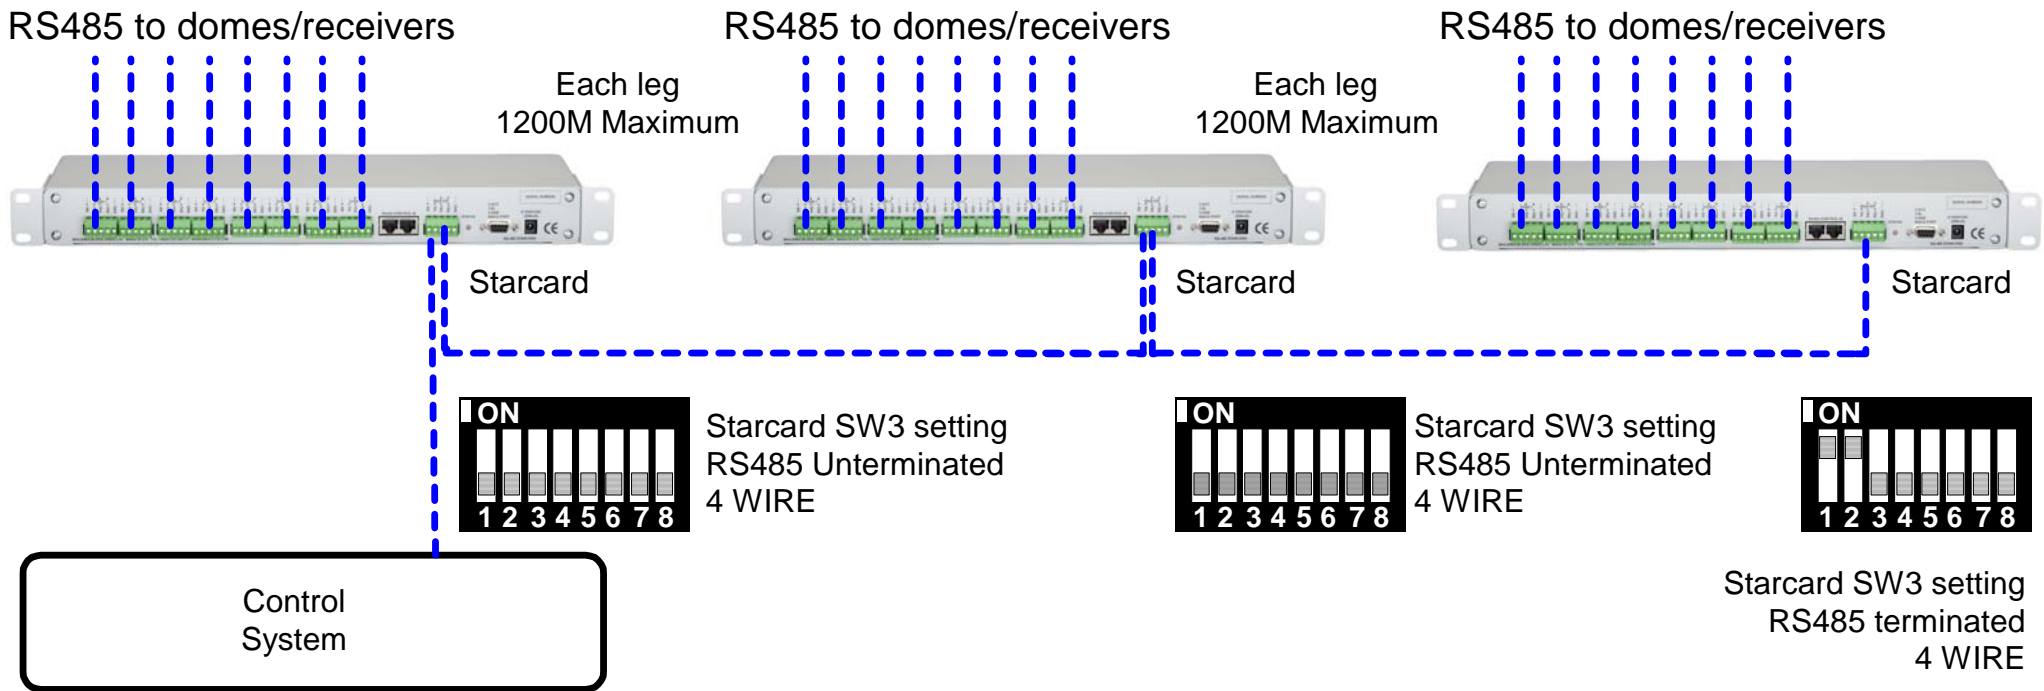 RS485 to domes/receivers
RS485 to domes/receivers
RS485 to domes/receivers
Each leg
1200M Maximum
Each leg
1200M Maximum
Starcard
Starcard
Starcard
ON
1 2 3 4 5 6 7 8
Starcard SW3 setting
RS485 Unterminated
4 WIRE
ON
1 2 3 4 5 6 7 8
Starcard SW3 setting
RS485 Unterminated
4 WIRE
ON
1 2 3 4 5 6 7 8
Starcard SW3 setting
RS485 terminated
4 WIRE
Control
System